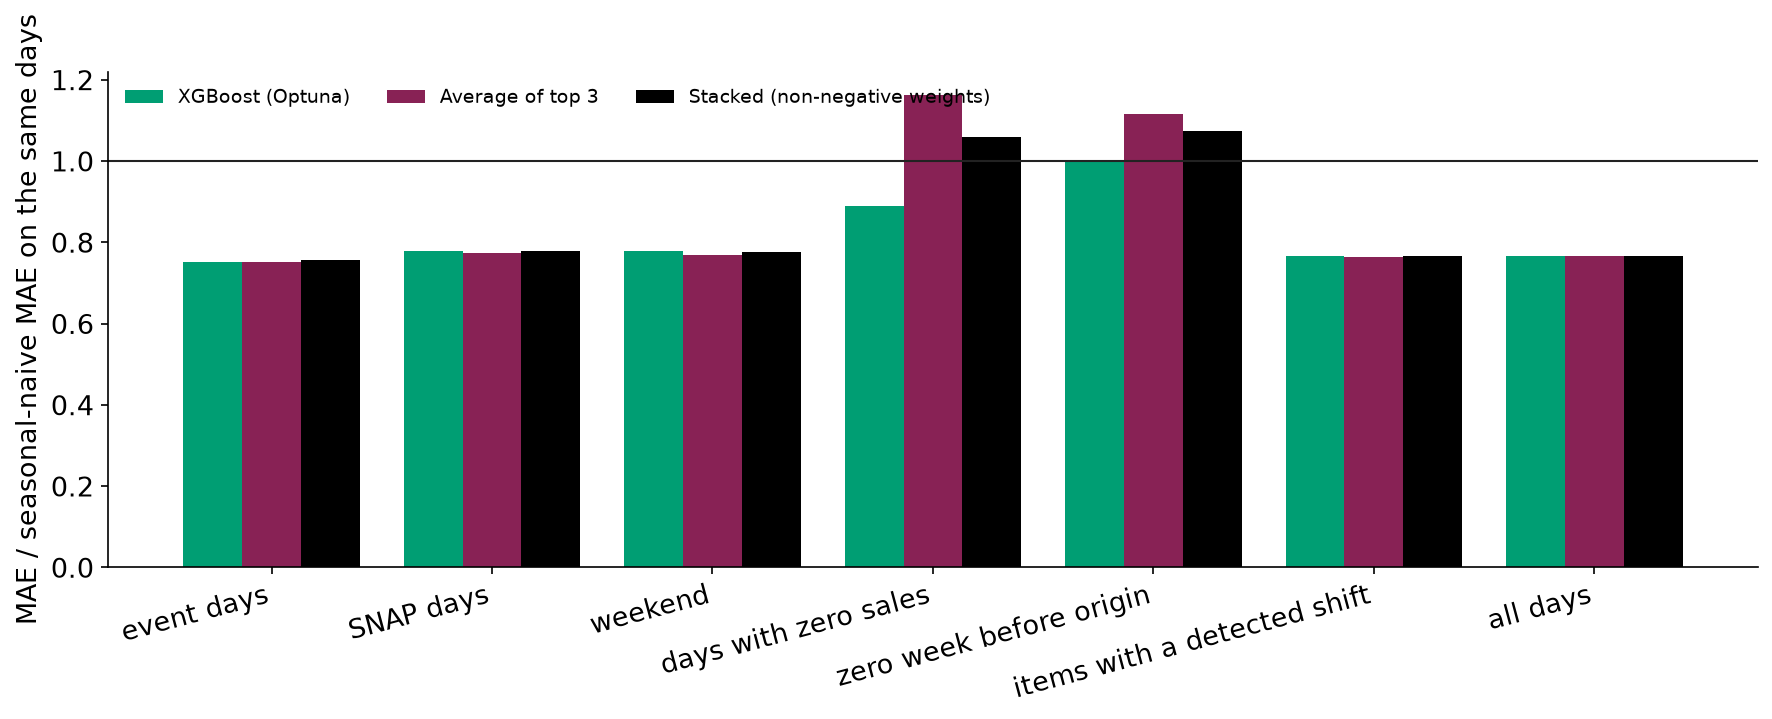 MAE / seasonal-naive MAE on the same days
1.2
1.0
0.8
0.6
0.4
0.2
0.0
XGBoost (Optuna)
Average of top 3
Stacked (non-negative weights)
event days
SNAP days
weekend
days with zero sales
zero week before origin
items with a detected shift
all days